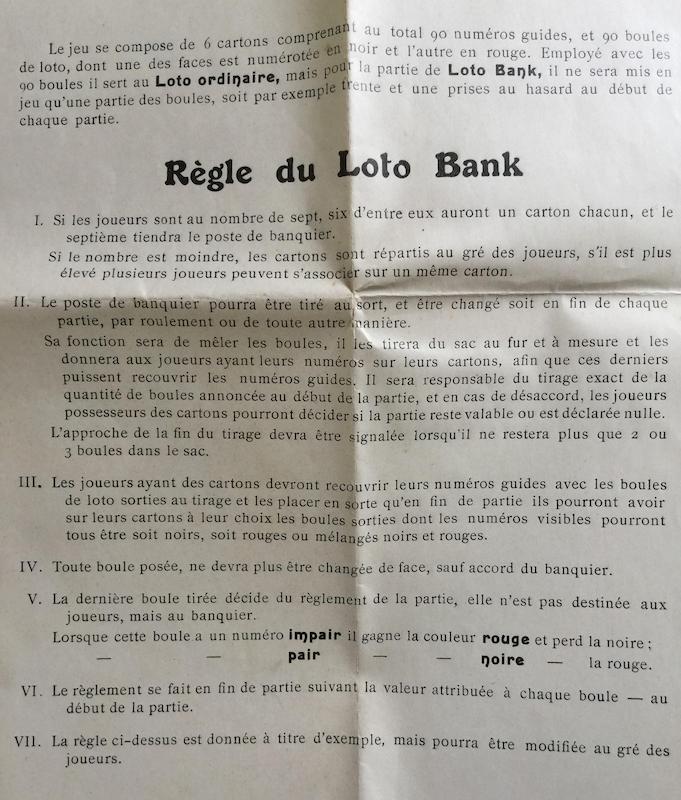 Le jeu se compose de 6 cartons comprenant au total 90 numéros guides, et 90 boules
de loto, dont une des faces est numérotée en noir et l'autre en rouge. Employé avec les
90 boules il sert au Loto ordinaire, mais pour la partie de Loto Bank, il ne sera mis en
jeu qu'une partie des boules, soit par exemple trente et une prises au hasard au début de
chaque partie.
Règle du Loto Bank
I. Si les joueurs sont au nombre de sept, six d'entre eux auront un carton chacun, et le
septième tiendra le poste de banquier.
Si le nombre est moindre, les cartons sont répartis au gré des joueurs, s'il est plus
élevé plusieurs joueurs peuvent s'associer sur un même carton.
II. Le poste de banquier pourra être tiré au sort, et être changé soit en fin de chaque
partie, par roulement ou de toute autre manière.
Sa fonction sera de mêler les boules, il les tirera du sac au fur et à mesure et les
donnera aux joueurs ayant leurs numéros sur leurs cartons, afin que ces derniers
puissent recouvrir les numéros guides. Il sera responsable du tirage exact de la
quantité de boules annoncée au début de la partie, et en cas de désaccord, les joueurs
possesseurs des cartons pourront décider si la partie reste valable ou est déclarée nulle.
L'approche de la fin du tirage devra être signalée lorsqu'il ne restera plus que 2 ou
3 boules dans le sac.
III. Les joueurs ayant des cartons devront recouvrir leurs numéros guides avec les boules
de loto sorties au tirage et les placer en sorte qu'en fin de partie ils pourront avoir
sur leurs cartons à leur choix les boules sorties dont les numéros visibles pourront
tous être soit noirs, soit rouges ou mélangés noirs et rouges.
IV. Toute boule posée, ne devra plus être changée de face, sauf accord du banquier.
V. La dernière boule tirée décide du règlement de la partie, elle n'est pas destinée aux
joueurs, mais au banquier.
Lorsque cette boule a un numéro impair il gagne la couleur rouge et perd la noire ;
— — pair — — noire — la rouge.
VI. Le règlement se fait en fin de partie suivant la valeur attribuée à chaque boule — au
début de la partie.
VII. La règle ci-dessus est donnée à titre d'exemple, mais pourra être modifiée au gré des
joueurs.